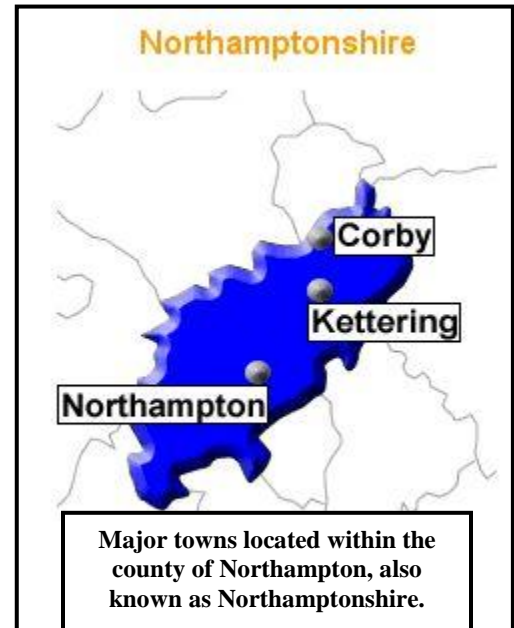 Northamptonshire
Corby
Kettering
Northampton
Major towns located within the
county of Northampton, also
known as Northamptonshire.